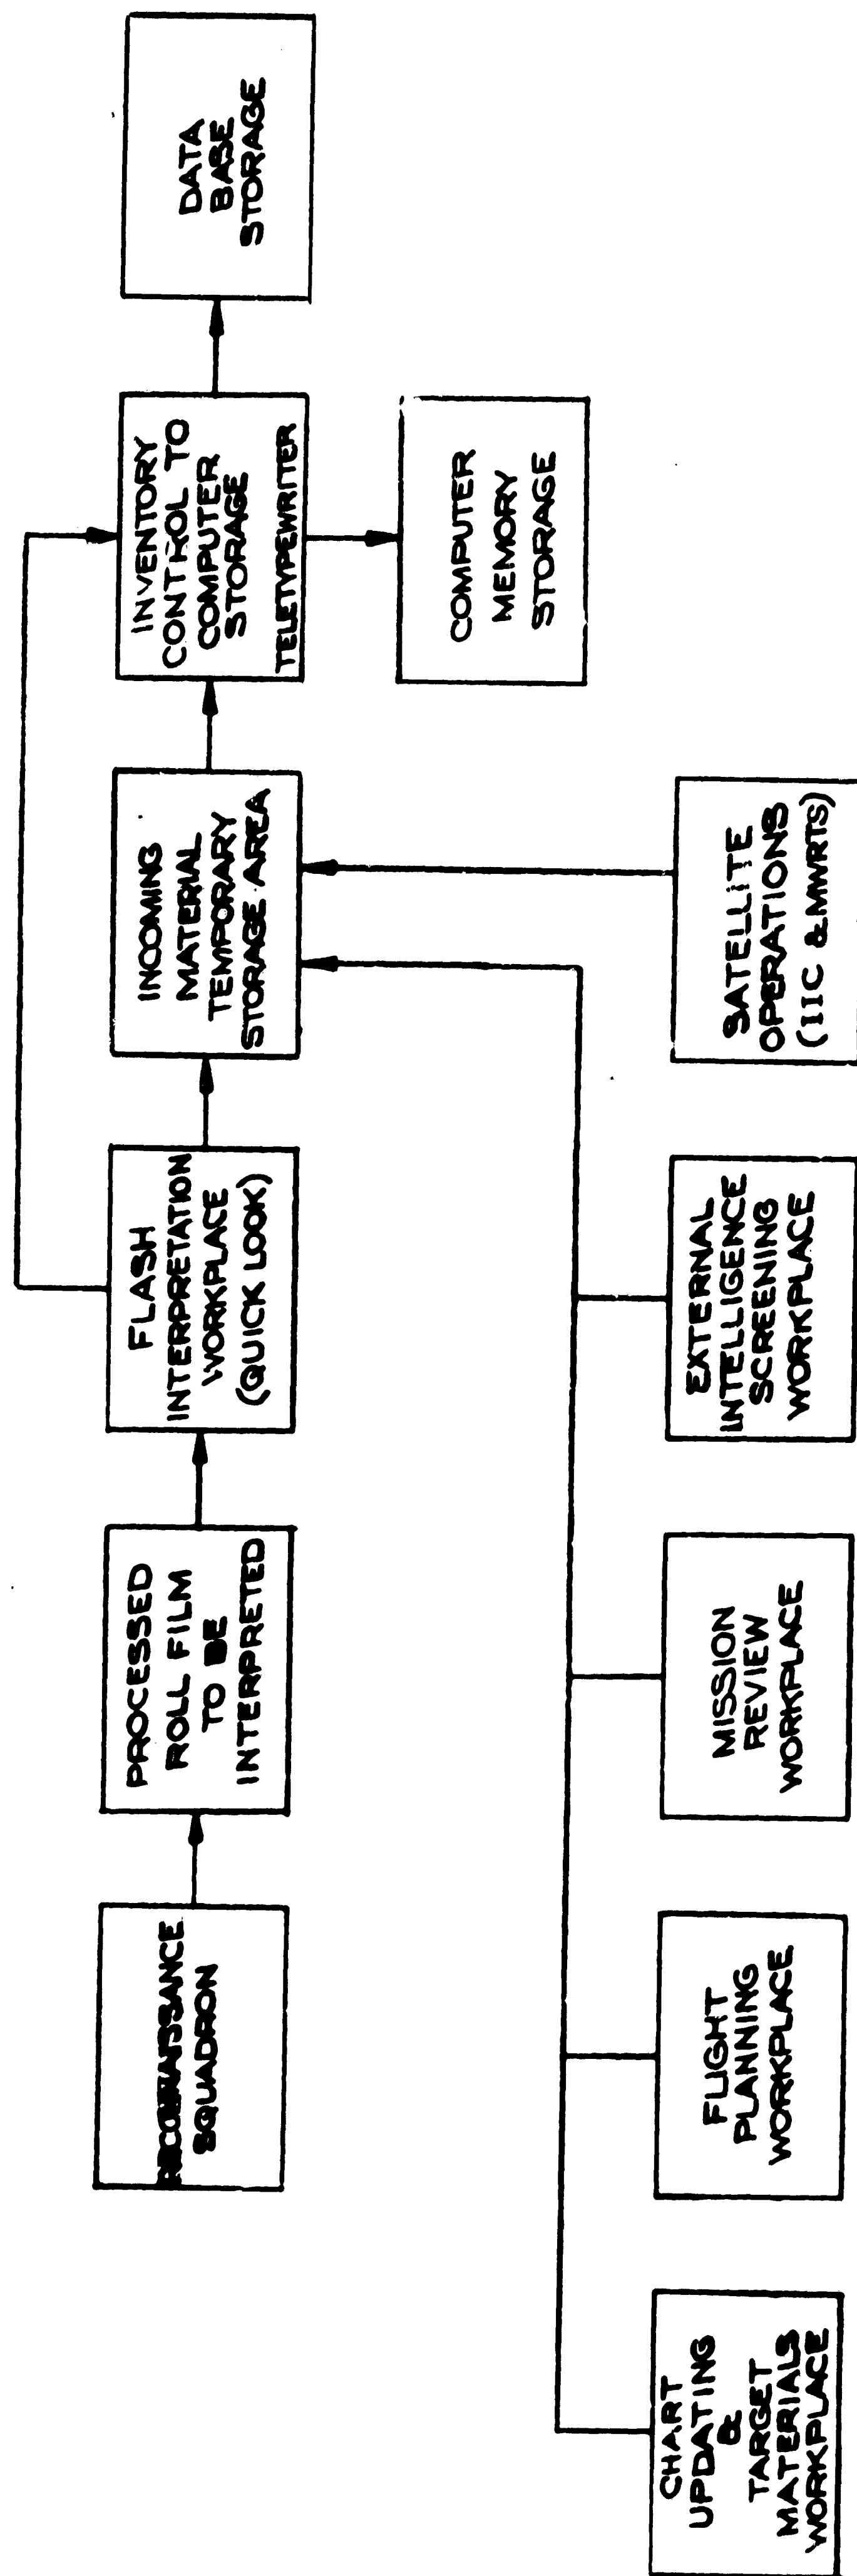 RECONNAISSANCE
SQUADRON
PROCESSED
ROLL FILM
TO BE
INTERPRETED
FLASH
INTERPRETATION
WORKPLACE
(QUICK LOOK)
INCOMING
MATERIAL
TEMPORARY
STORAGE AREA
INVENTORY
CONTROL TO
COMPUTER
STORAGE
TELETYPEWRITER
DATA
BASE
STORAGE
COMPUTER
MEMORY
STORAGE
CHART
UPDATING
&
TARGET
MATERIALS
WORKPLACE
FLIGHT
PLANNING
WORKPLACE
MISSION
REVIEW
WORKPLACE
EXTERNAL
INTELLIGENCE
SCREENING
WORKPLACE
SATELLITE
OPERATIONS
(IIC & MWRTS)